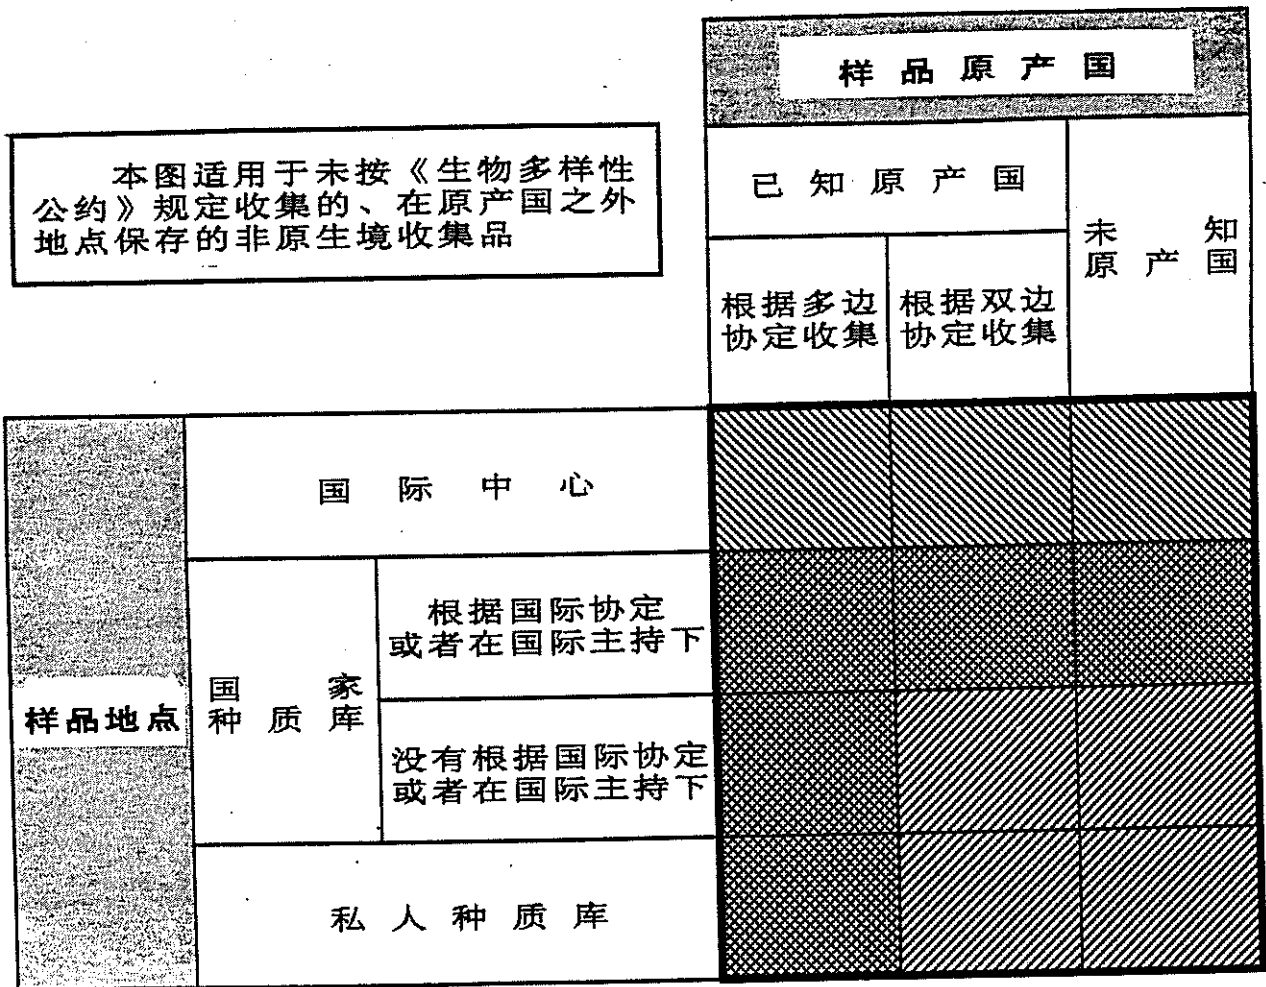 样品原产国
本图适用于未按《生物多样性
公约》规定收集的、在原产国之外
地点保存的非原生境收集品
已知原产国
未知
原产国
根据多边
协定收集
根据双边
协定收集
国际中心
样品地点
国家
种质库
根据国际协定
或者在国际主持下
没有根据国际协定
或者在国际主持下
私人种质库